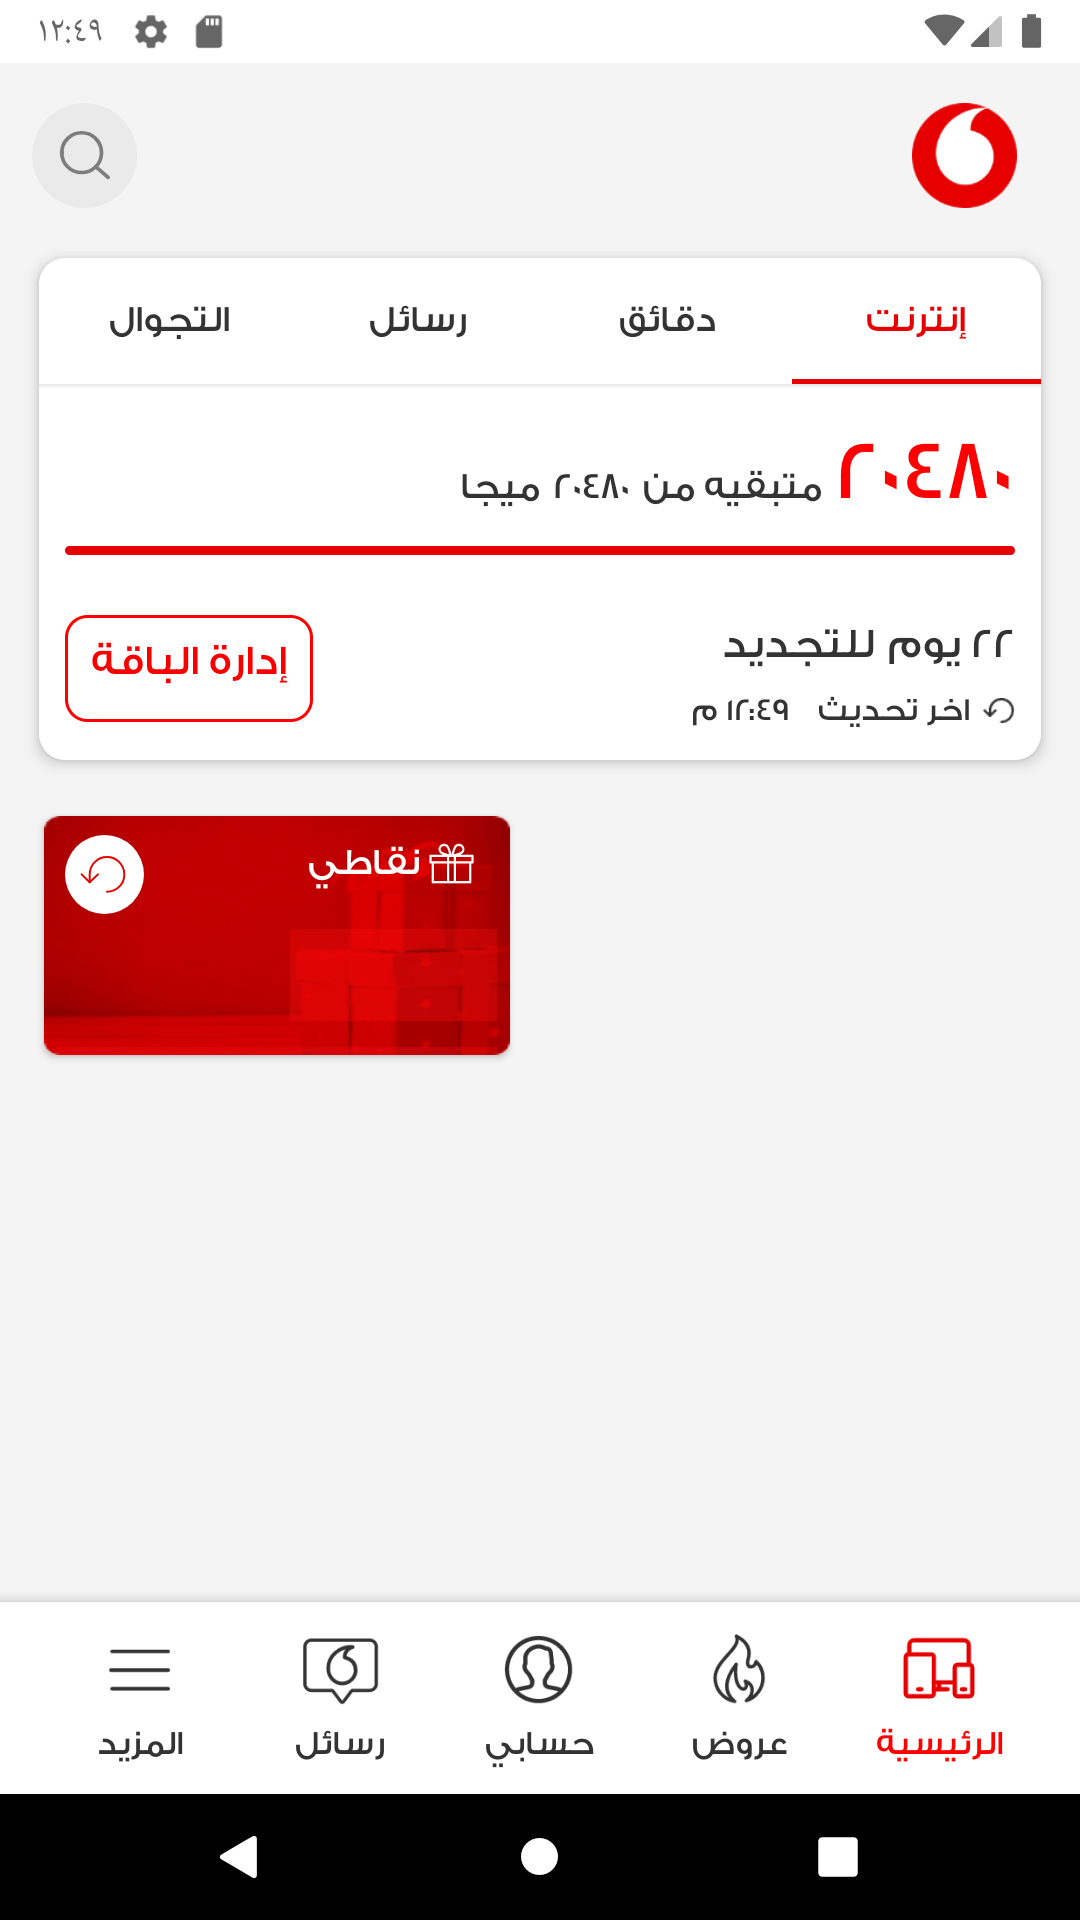 ١٢:٤٩
إنترنت
دقائق
رسائل
التجوال
٢٠٤٨٠ متبقيه من ٢٠٤٨٠ ميجا
٢٢ يوم للتجديد
اخر تحديث ١٢:٤٩ م
إدارة الباقة
نقاطي
الرئيسية
عروض
حسابي
رسائل
المزيد